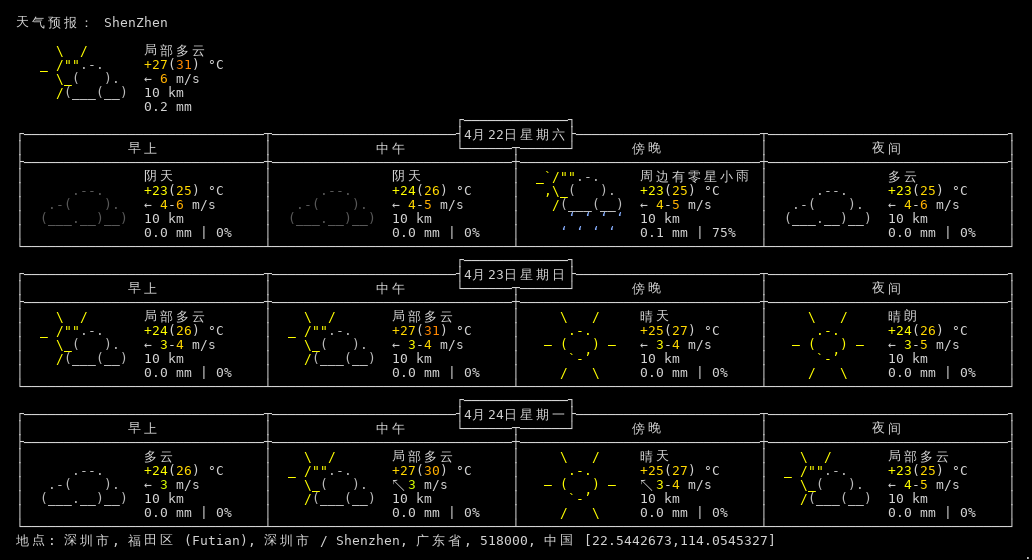 天气预报： ShenZhen
局部多云
+27(31) °C
← 6 m/s
10 km
0.2 mm
4月22日星期六
早上 中午 傍晚 夜间
阴天 阴天 周边有零星小雨 多云
+23(25) °C +24(26) °C +23(25) °C +23(25) °C
← 4-6 m/s ← 4-5 m/s ← 4-5 m/s ← 4-6 m/s
10 km 10 km 10 km 10 km
0.0 mm | 0% 0.0 mm | 0% 0.1 mm | 75% 0.0 mm | 0%
4月23日星期日
早上 中午 傍晚 夜间
局部多云 局部多云 晴天 晴朗
+24(26) °C +27(31) °C +25(27) °C +24(26) °C
← 3-4 m/s ← 3-4 m/s ← 3-4 m/s ← 3-5 m/s
10 km 10 km 10 km 10 km
0.0 mm | 0% 0.0 mm | 0% 0.0 mm | 0% 0.0 mm | 0%
4月24日星期一
早上 中午 傍晚 夜间
多云 局部多云 晴天 局部多云
+24(26) °C +27(30) °C +25(27) °C +23(25) °C
← 3 m/s ↖ 3 m/s ↖ 3-4 m/s ← 4-5 m/s
10 km 10 km 10 km 10 km
0.0 mm | 0% 0.0 mm | 0% 0.0 mm | 0% 0.0 mm | 0%
地点: 深圳市, 福田区 (Futian), 深圳市 / Shenzhen, 广东省, 518000, 中国 [22.5442673,114.0545327]